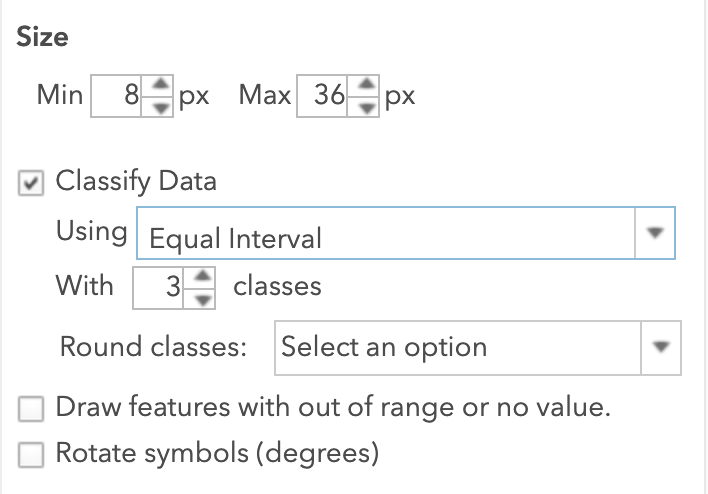 Size
Min 8 px Max 36 px
Classify Data
Using Equal Interval
With 3 classes
Round classes: Select an option
Draw features with out of range or no value.
Rotate symbols (degrees)